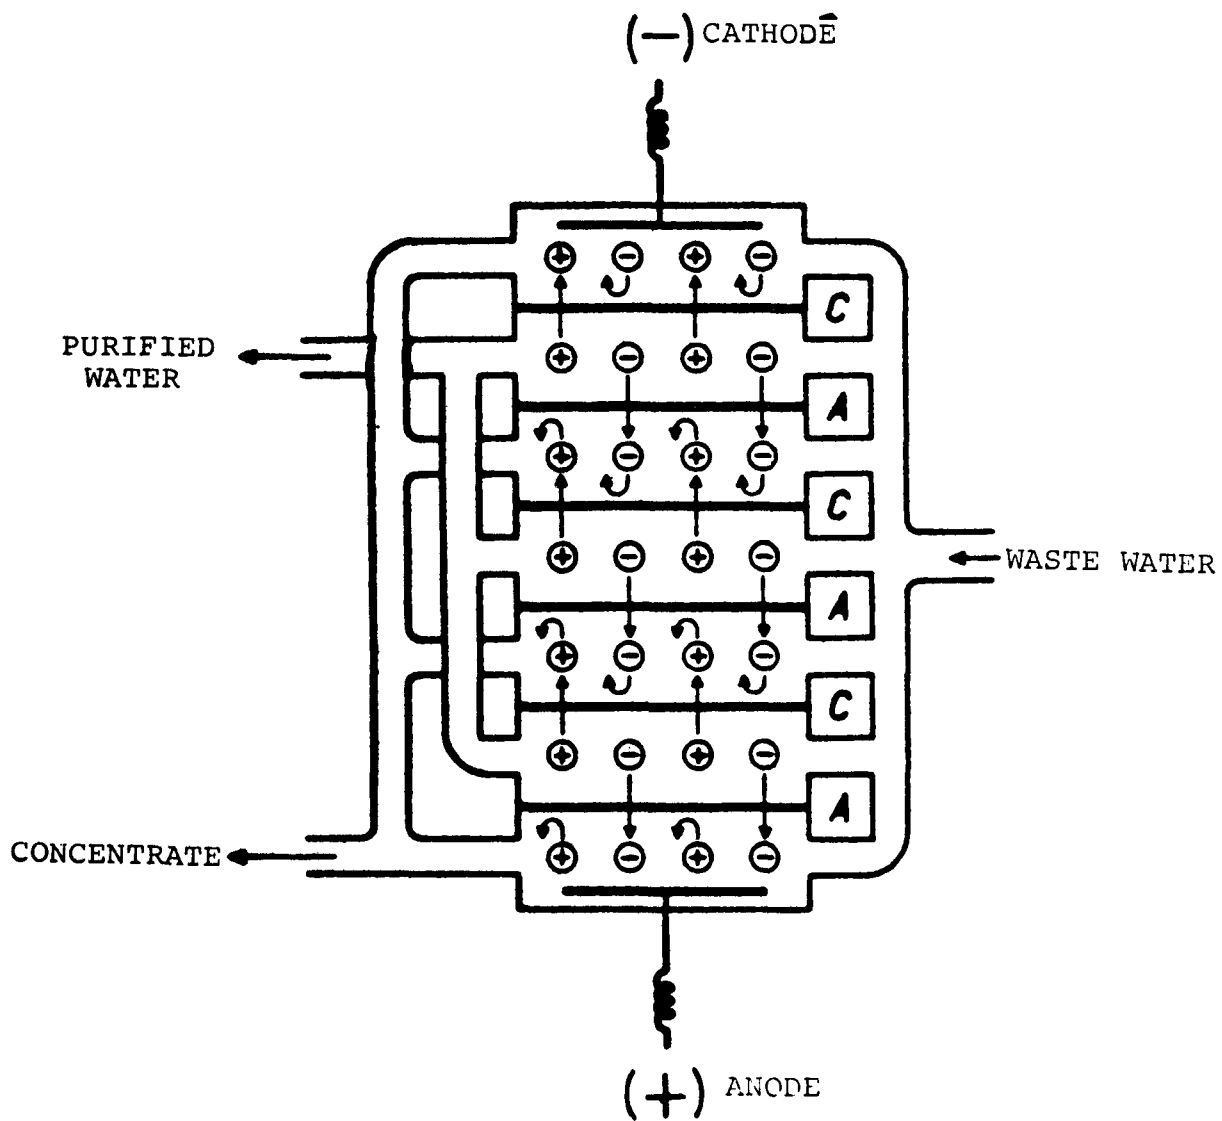 (−) CATHODE
C
PURIFIED
WATER
A
C
WASTE WATER
A
C
A
CONCENTRATE
(+) ANODE